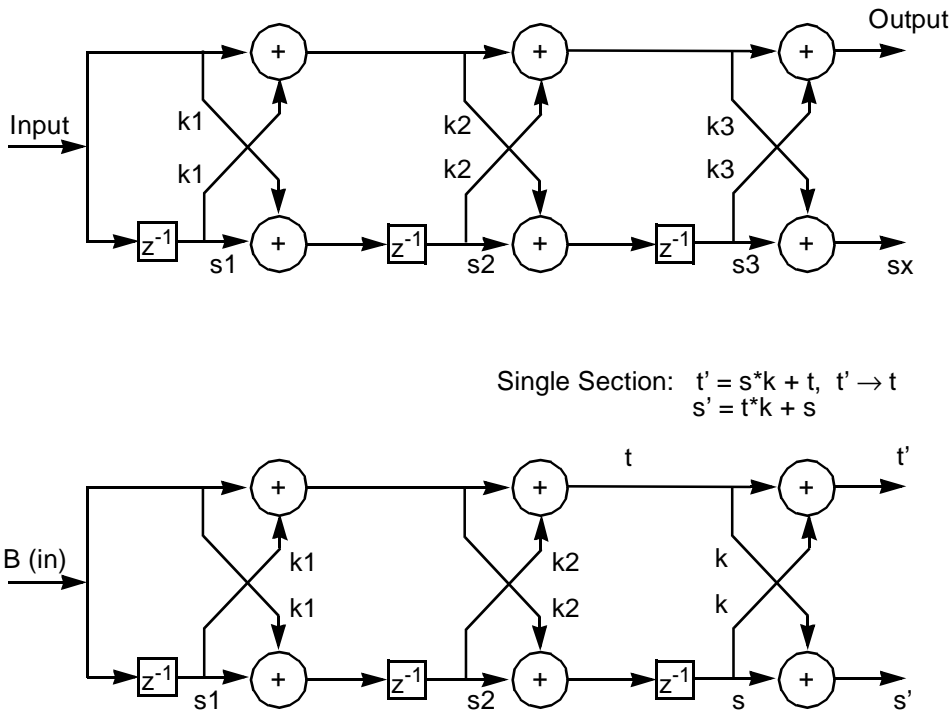 Output
Input
k1
k1
k2
k2
k3
k3
+
+
+
z-1
s1
+
z-1
s2
+
z-1
s3
+
sx
Single Section: t’ = s*k + t, t’ → t
s’ = t*k + s
t
t’
+
+
+
B (in)
k1
k1
k2
k2
k
k
z-1
s1
+
z-1
s2
+
z-1
s
+
s’